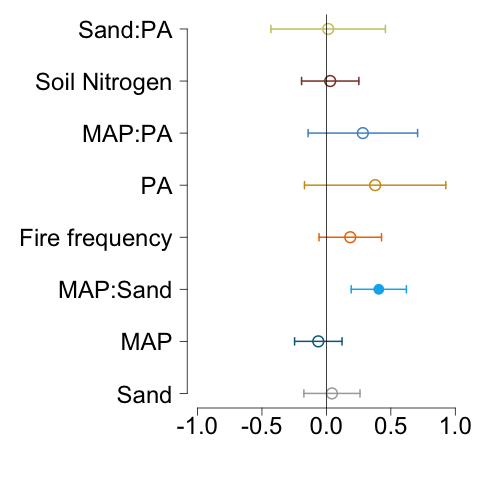 Sand:PA
Soil Nitrogen
MAP:PA
PA
Fire frequency
MAP:Sand
MAP
Sand
-1.0 -0.5 0.0 0.5 1.0